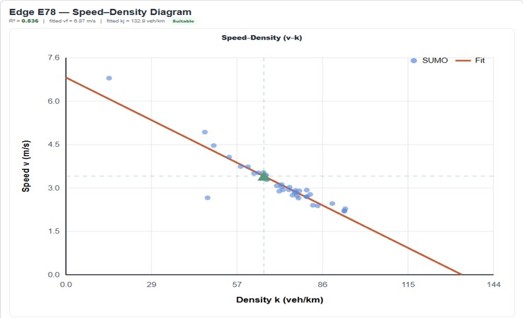 Edge E78 — Speed–Density Diagram
R² = 0.836 | fitted vf = 6.87 m/s | fitted kj = 132.9 veh/km Suitable
Speed–Density (v–k)
SUMO Fit
7.6
6.0
4.5
3.0
1.5
0.0
Speed v (m/s)
0.0 29 57 86 115 144
Density k (veh/km)